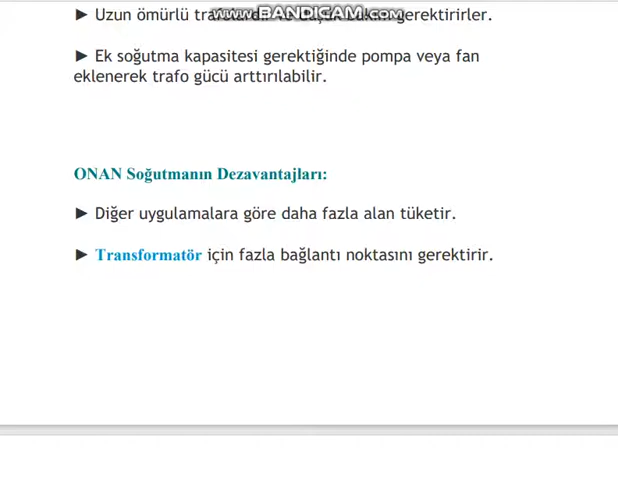 ► Uzun ömürlü gerektirirler.
www.BANDICAM.com
► Ek soğutma kapasitesi gerektiğinde pompa veya fan
eklenerek trafo gücü arttırılabilir.
ONAN Soğutmanın Dezavantajları:
► Diğer uygulamalara göre daha fazla alan tüketir.
► Transformatör için fazla bağlantı noktasını gerektirir.